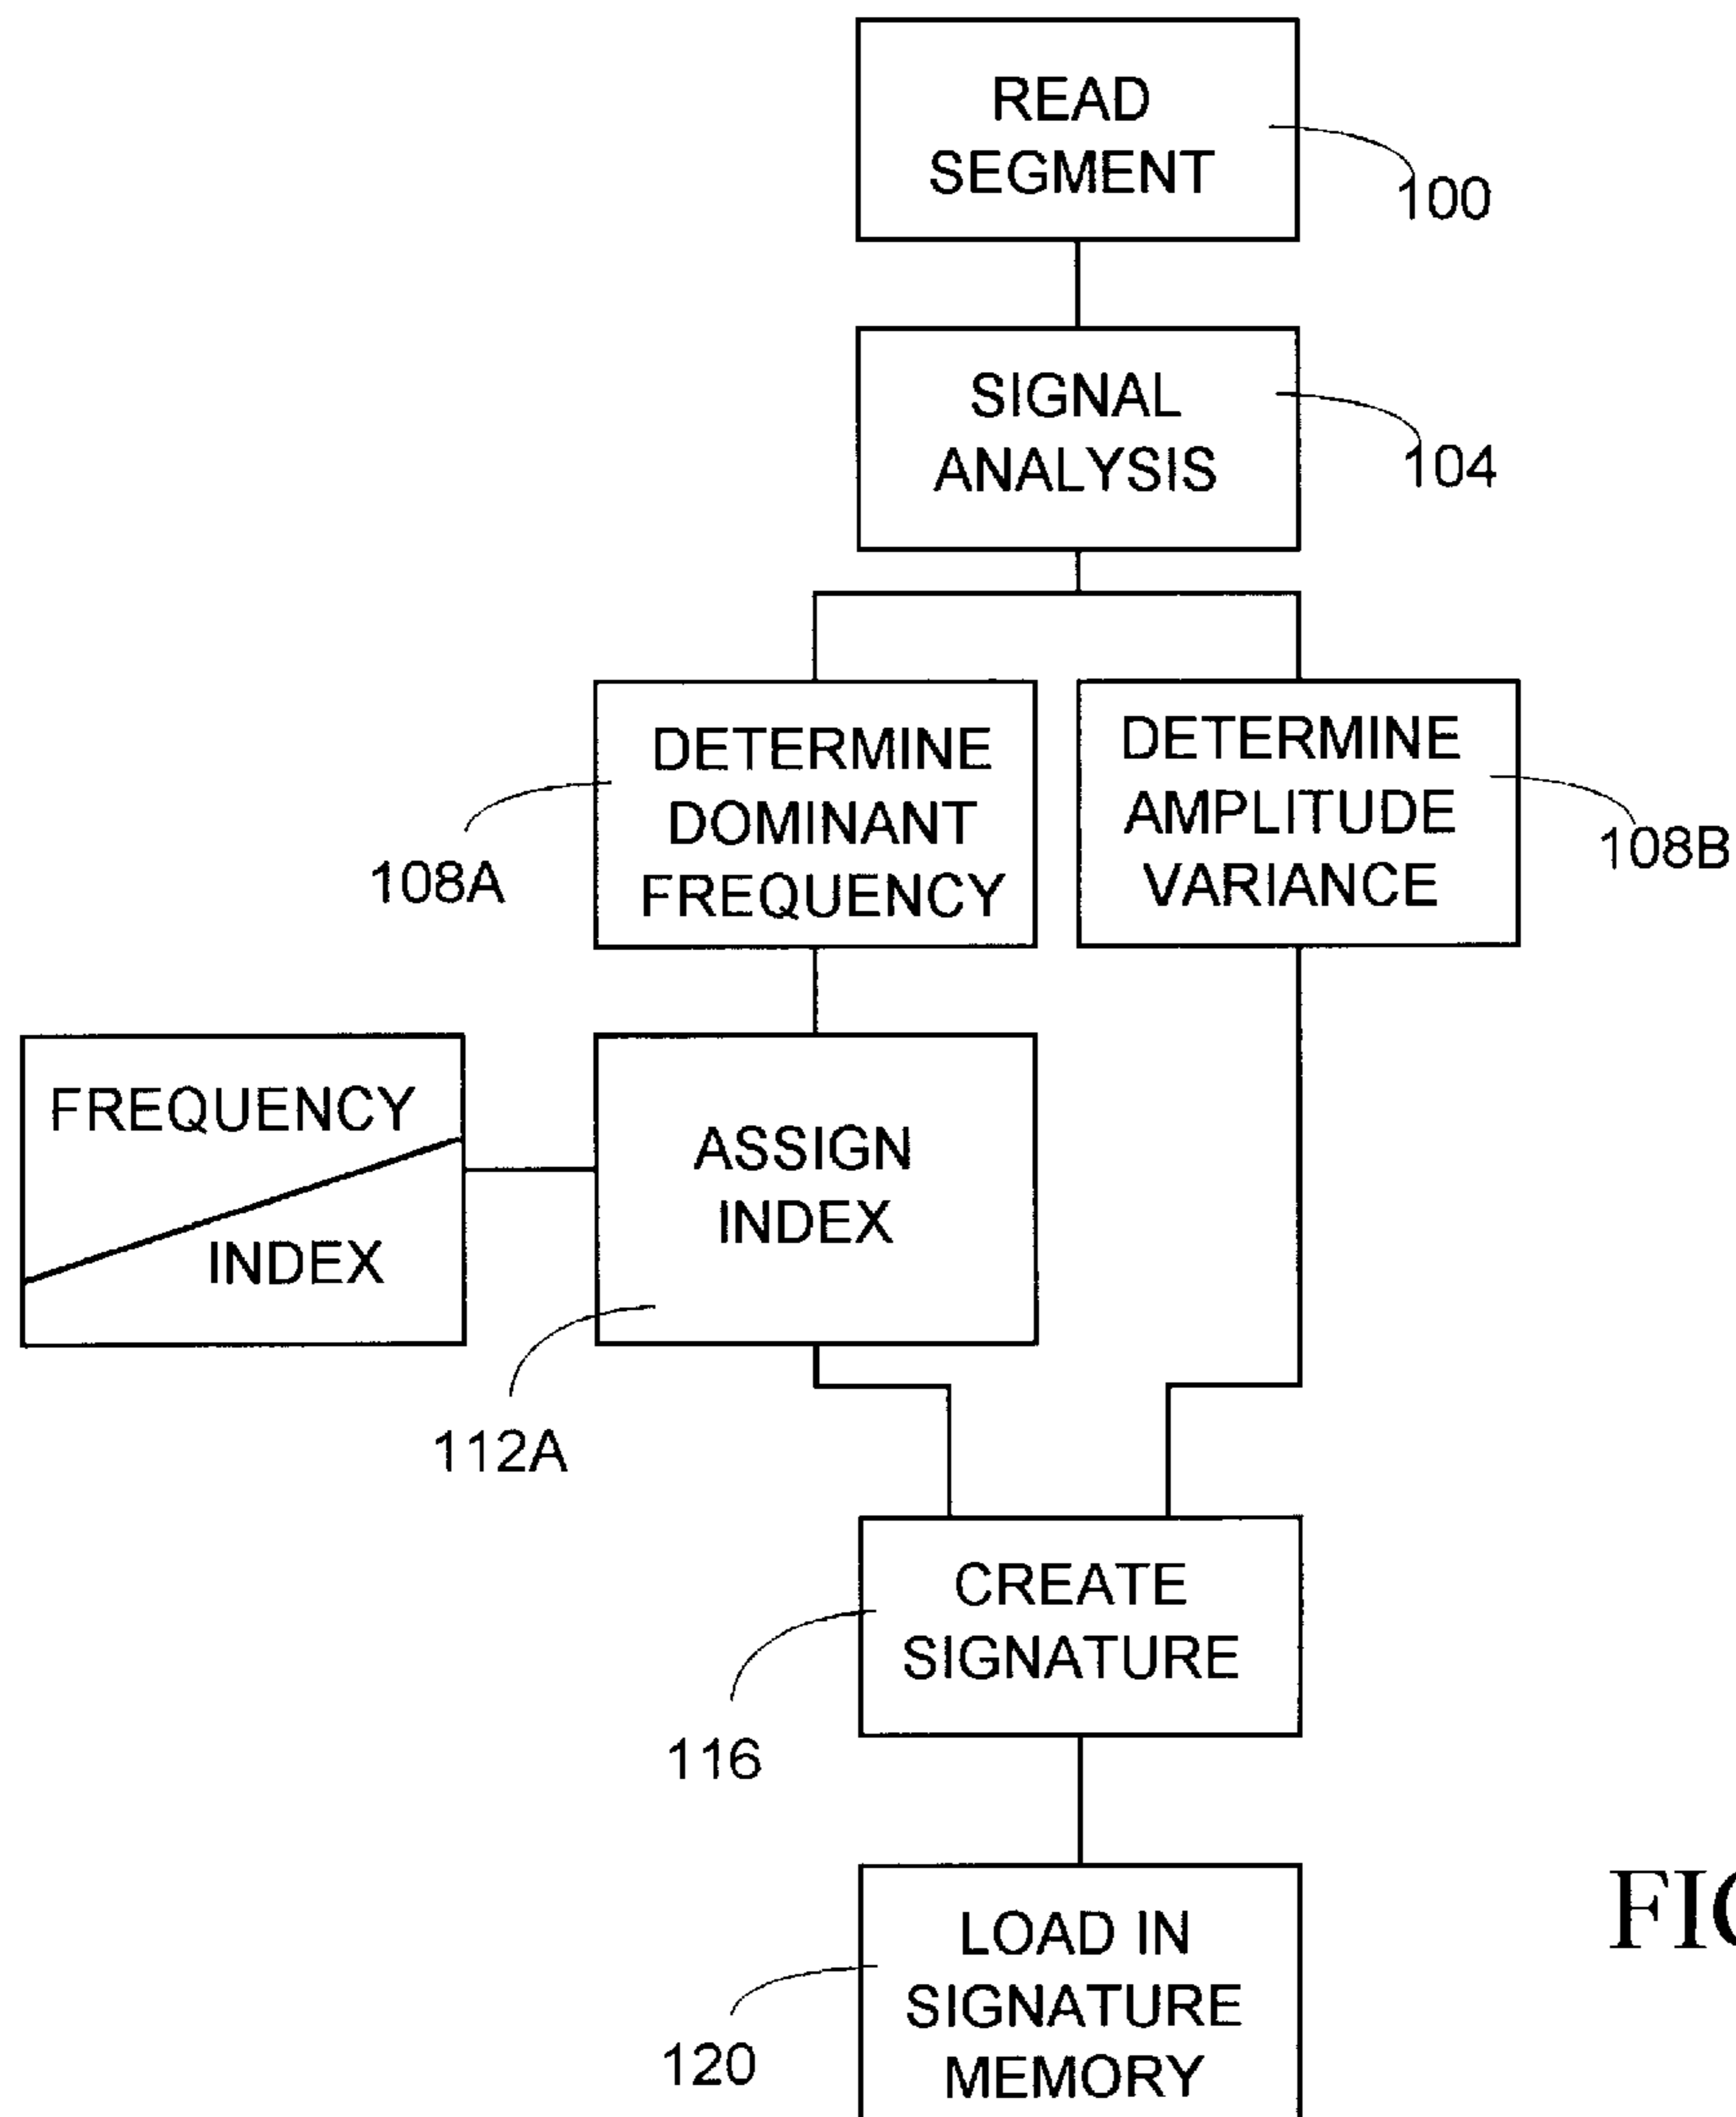 READ
SEGMENT
100
SIGNAL
ANALYSIS
104
DETERMINE
DOMINANT
FREQUENCY
108A
DETERMINE
AMPLITUDE
VARIANCE
108B
FREQUENCY
INDEX
ASSIGN
INDEX
112A
CREATE
SIGNATURE
116
LOAD IN
SIGNATURE
MEMORY
120